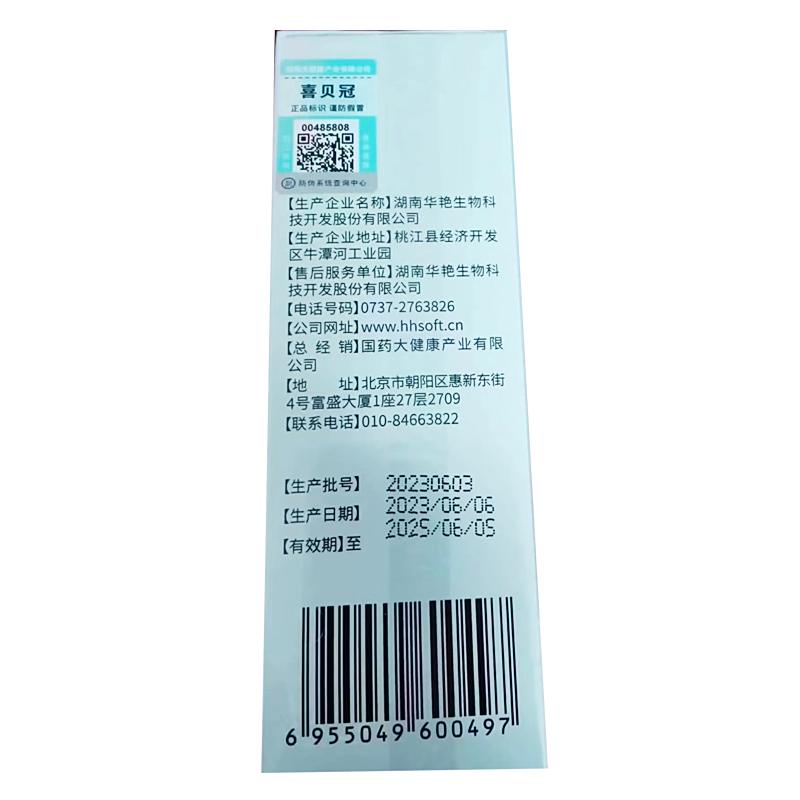 喜贝冠
正品标识 谨防假冒
00485808
防伪系统查询中心
【生产企业名称】湖南华艳生物科
技开发股份有限公司
【生产企业地址】桃江县经济开发
区牛潭河工业园
【售后服务单位】湖南华艳生物科
技开发股份有限公司
【电话号码】0737-2763826
【公司网址】www.hhsoft.cn
【总 经 销】国药大健康产业有限
公司
【地 址】北京市朝阳区惠新东街
4号富盛大厦1座27层2709
【联系电话】010-84663822
【生产批号】 20230603
【生产日期】 2023/06/06
【有效期】至 2025/06/05
6 955049 600497